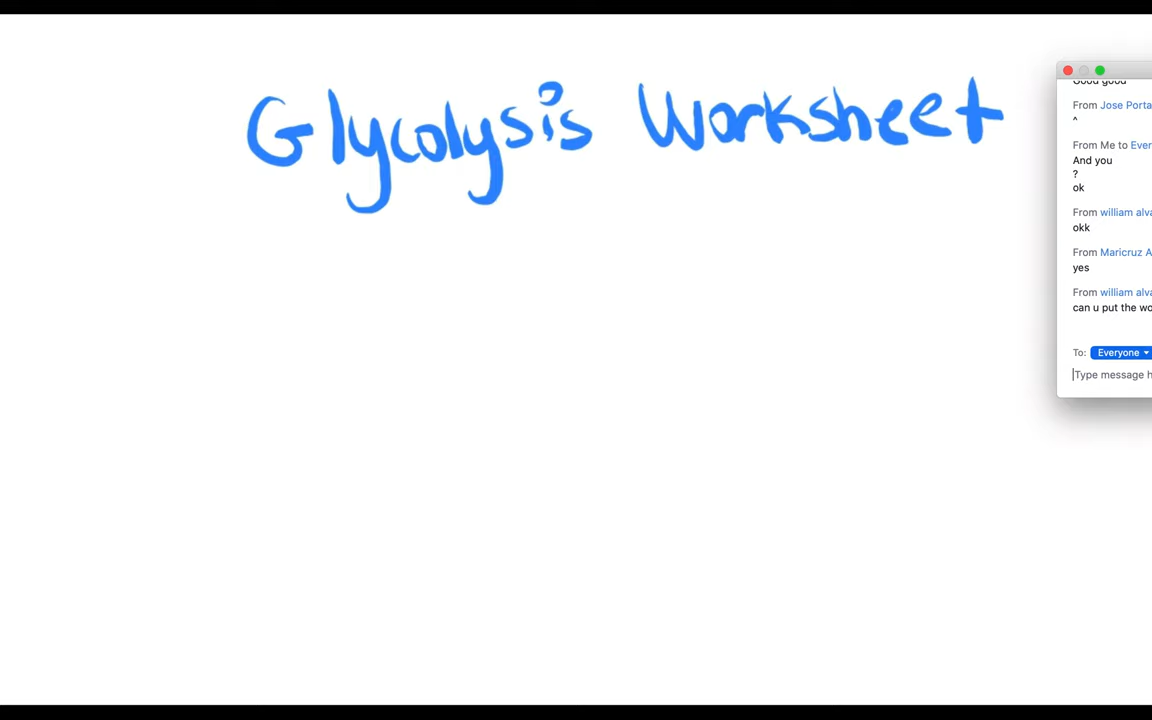 Glycolysis Worksheet
Good good
From Jose Porta
^
From Me to Ever
And you
?
ok
From william alva
okk
From Maricruz A
yes
From william alva
can u put the wo
To: Everyone
Type message h